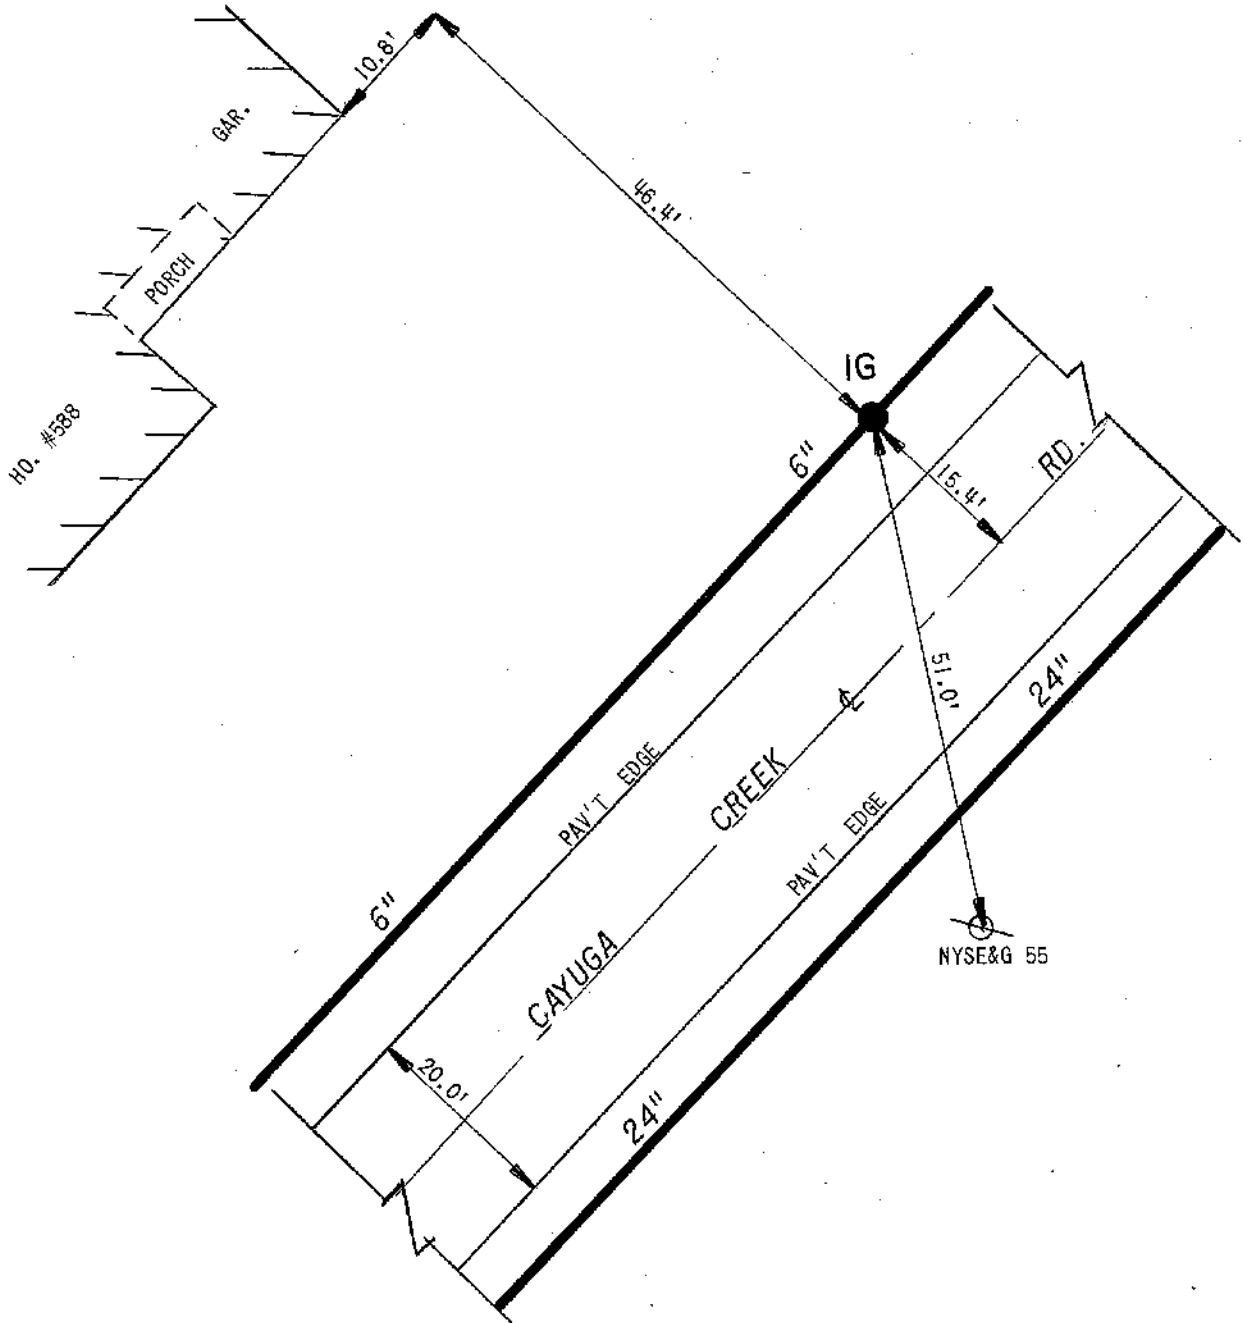 10.8'
GAR.
46.4'
PORCH
IG
HO. #588
6"
15.4'
RD.
51.0'
24"
℄
PAV'T EDGE
CAYUGA CREEK
PAV'T EDGE
6"
NYSE&G 55
20.0'
24"